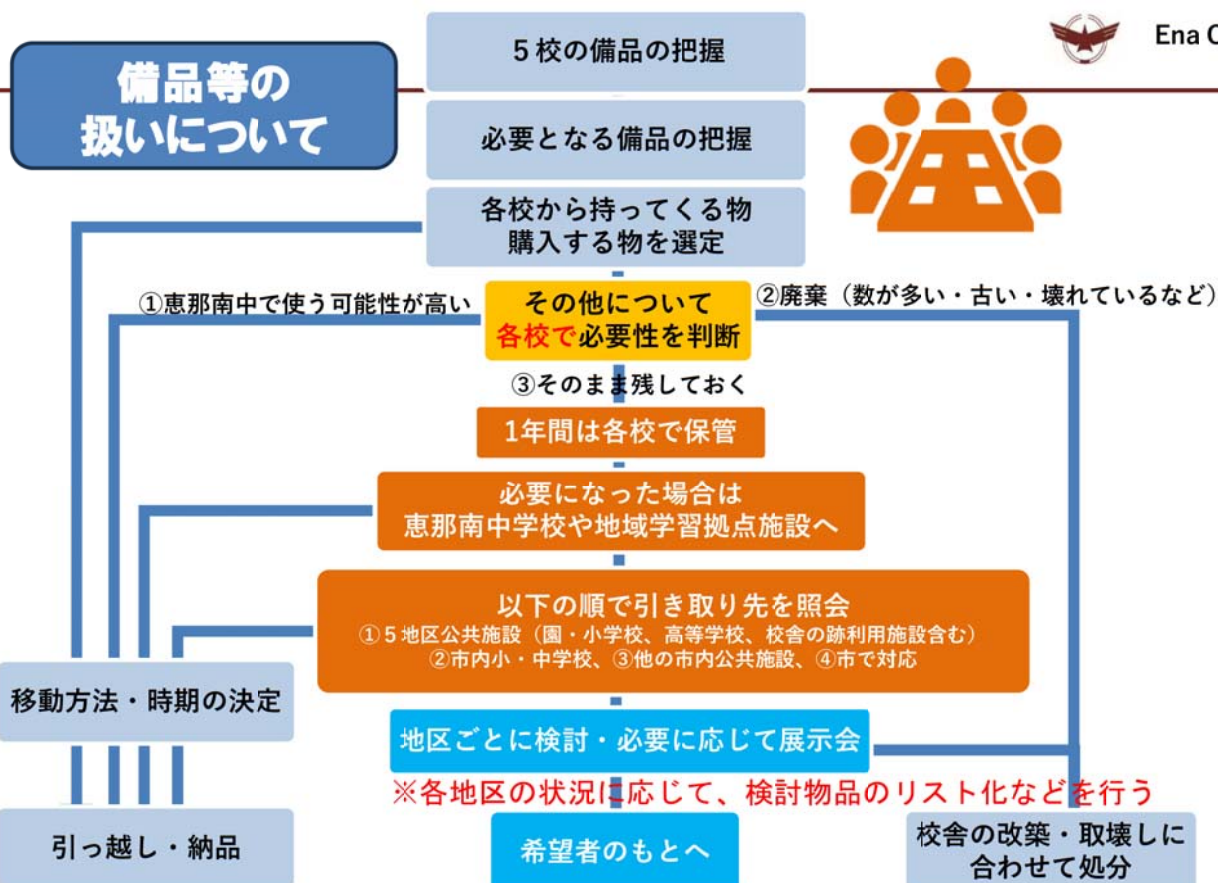 備品等の
扱いについて
5校の備品の把握
Ena
必要となる備品の把握
各校から持ってくる物
購入する物を選定
①恵那南中で使う可能性が高い
その他について
各校で必要性を判断
②廃棄（数が多い・古い・壊れているなど）
③そのまま残しておく
1年間は各校で保管
必要になった場合は
恵那南中学校や地域学習拠点施設へ
以下の順で引き取り先を照会
①５地区公共施設（園・小学校、高等学校、校舎の跡利用施設含む）
②市内小・中学校、③他の市内公共施設、④市で対応
移動方法・時期の決定
地区ごとに検討・必要に応じて展示会
※各地区の状況に応じて、検討物品のリスト化などを行う
引っ越し・納品
希望者のもとへ
校舎の改築・取壊しに
合わせて処分